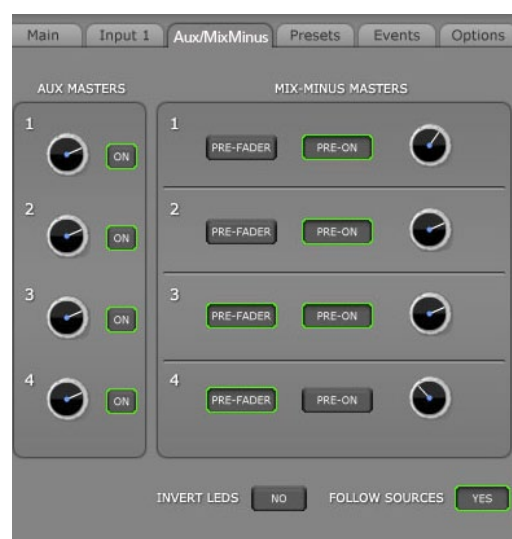 Main Input 1 Aux/MixMinus Presets Events Options
AUX MASTERS MIX-MINUS MASTERS
1 ON 1 PRE-FADER PRE-ON
2 ON 2 PRE-FADER PRE-ON
3 ON 3 PRE-FADER PRE-ON
4 ON 4 PRE-FADER PRE-ON
INVERT LEDS NO FOLLOW SOURCES YES